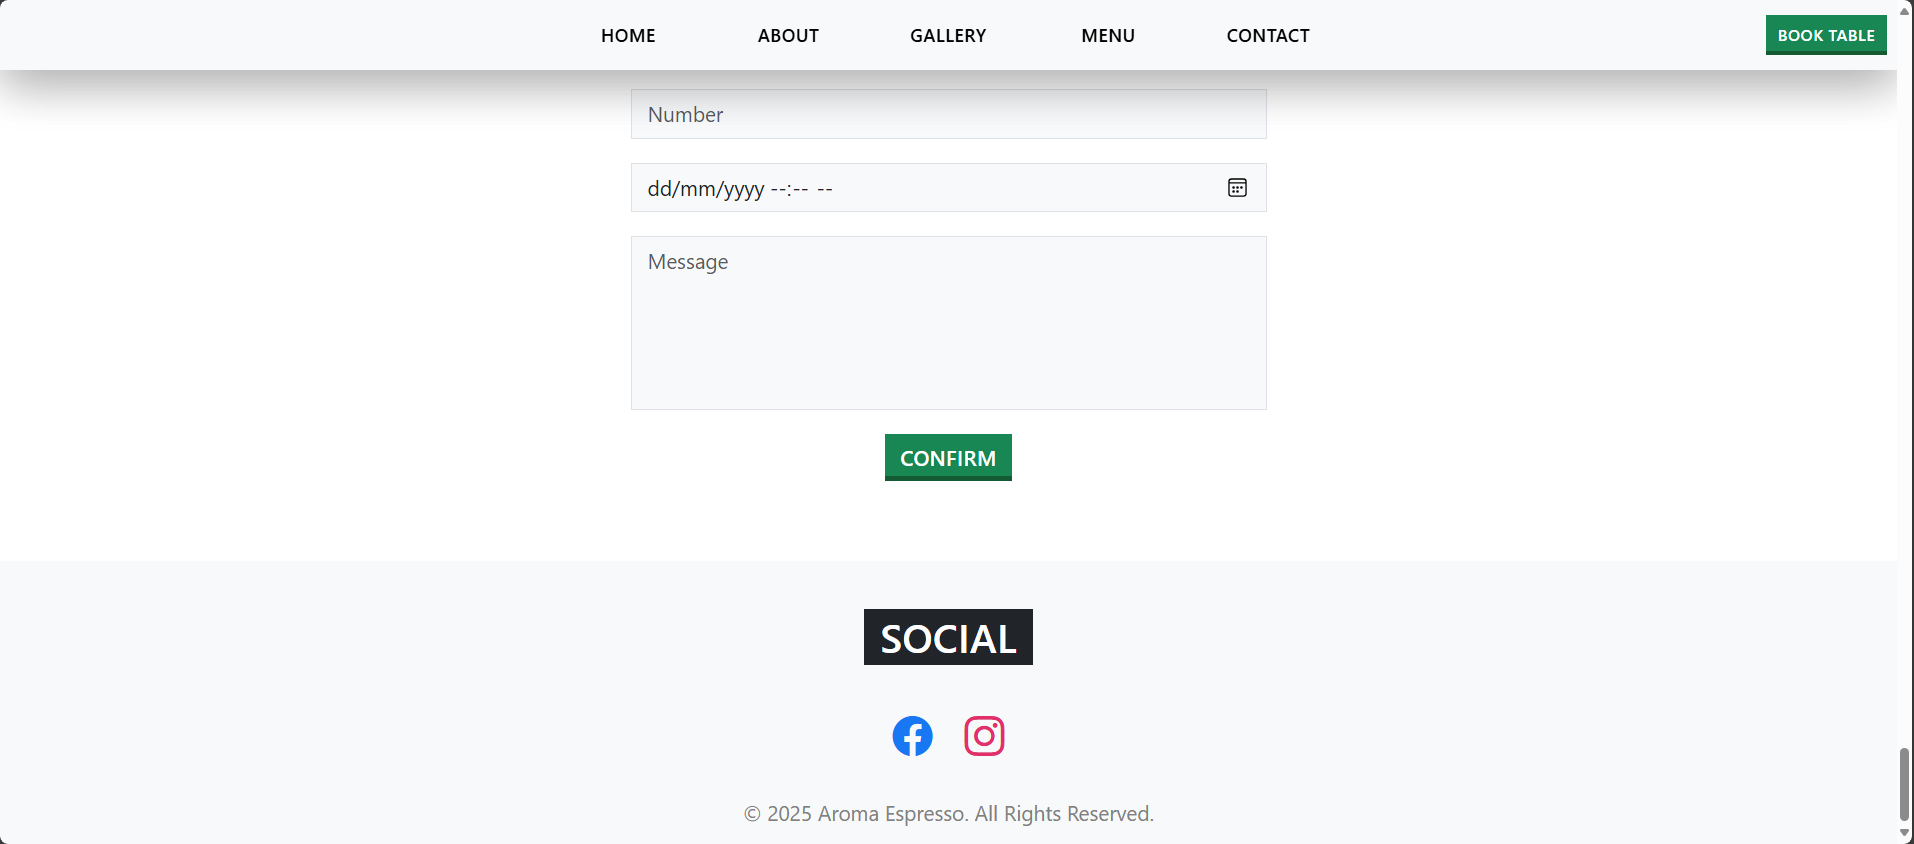 HOME ABOUT GALLERY MENU CONTACT BOOK TABLE
Number
dd/mm/yyyy --:-- --
Message
CONFIRM
SOCIAL
© 2025 Aroma Espresso. All Rights Reserved.